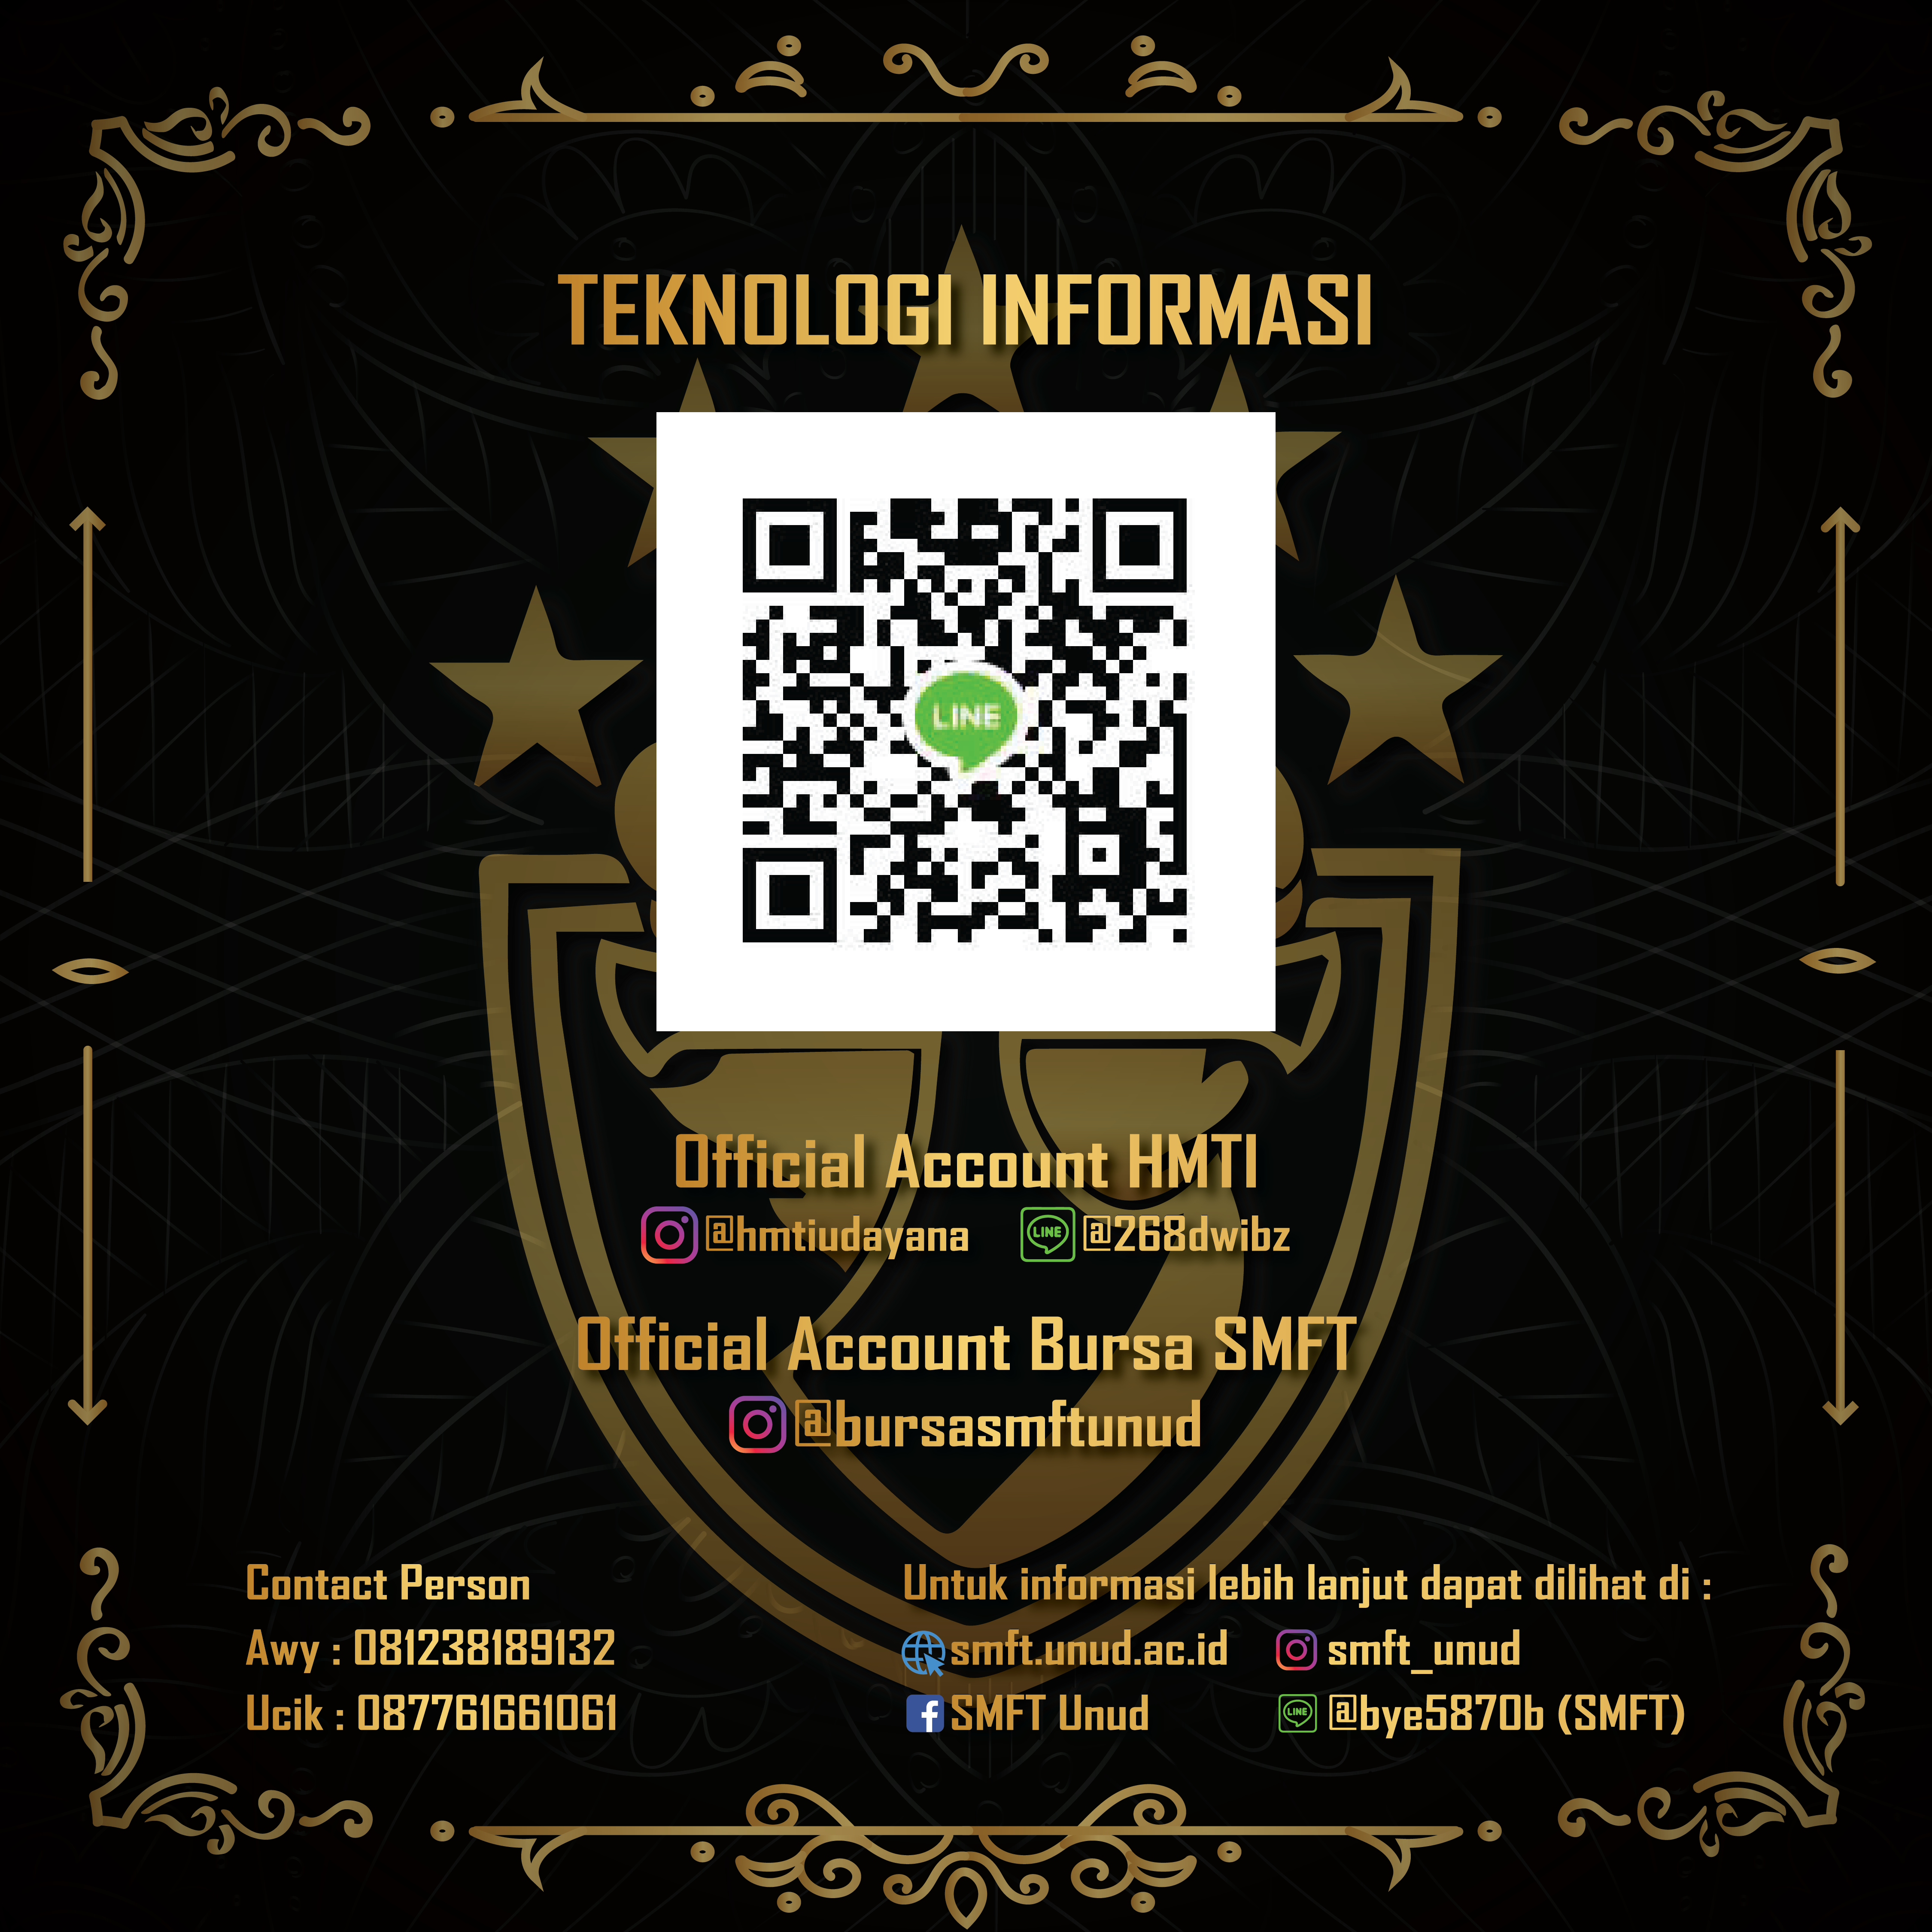 TEKNOLOGI INFORMASI
LINE
Official Account HMTI
@hmtiudayana LINE @268dwibz
Official Account Bursa SMFT
@bursasmftunud
Contact Person
Awy : 081238189132
Ucik : 087761661061
Untuk informasi lebih lanjut dapat dilihat di :
smft.unud.ac.id smft_unud
f SMFT Unud LINE @bye5870b (SMFT)